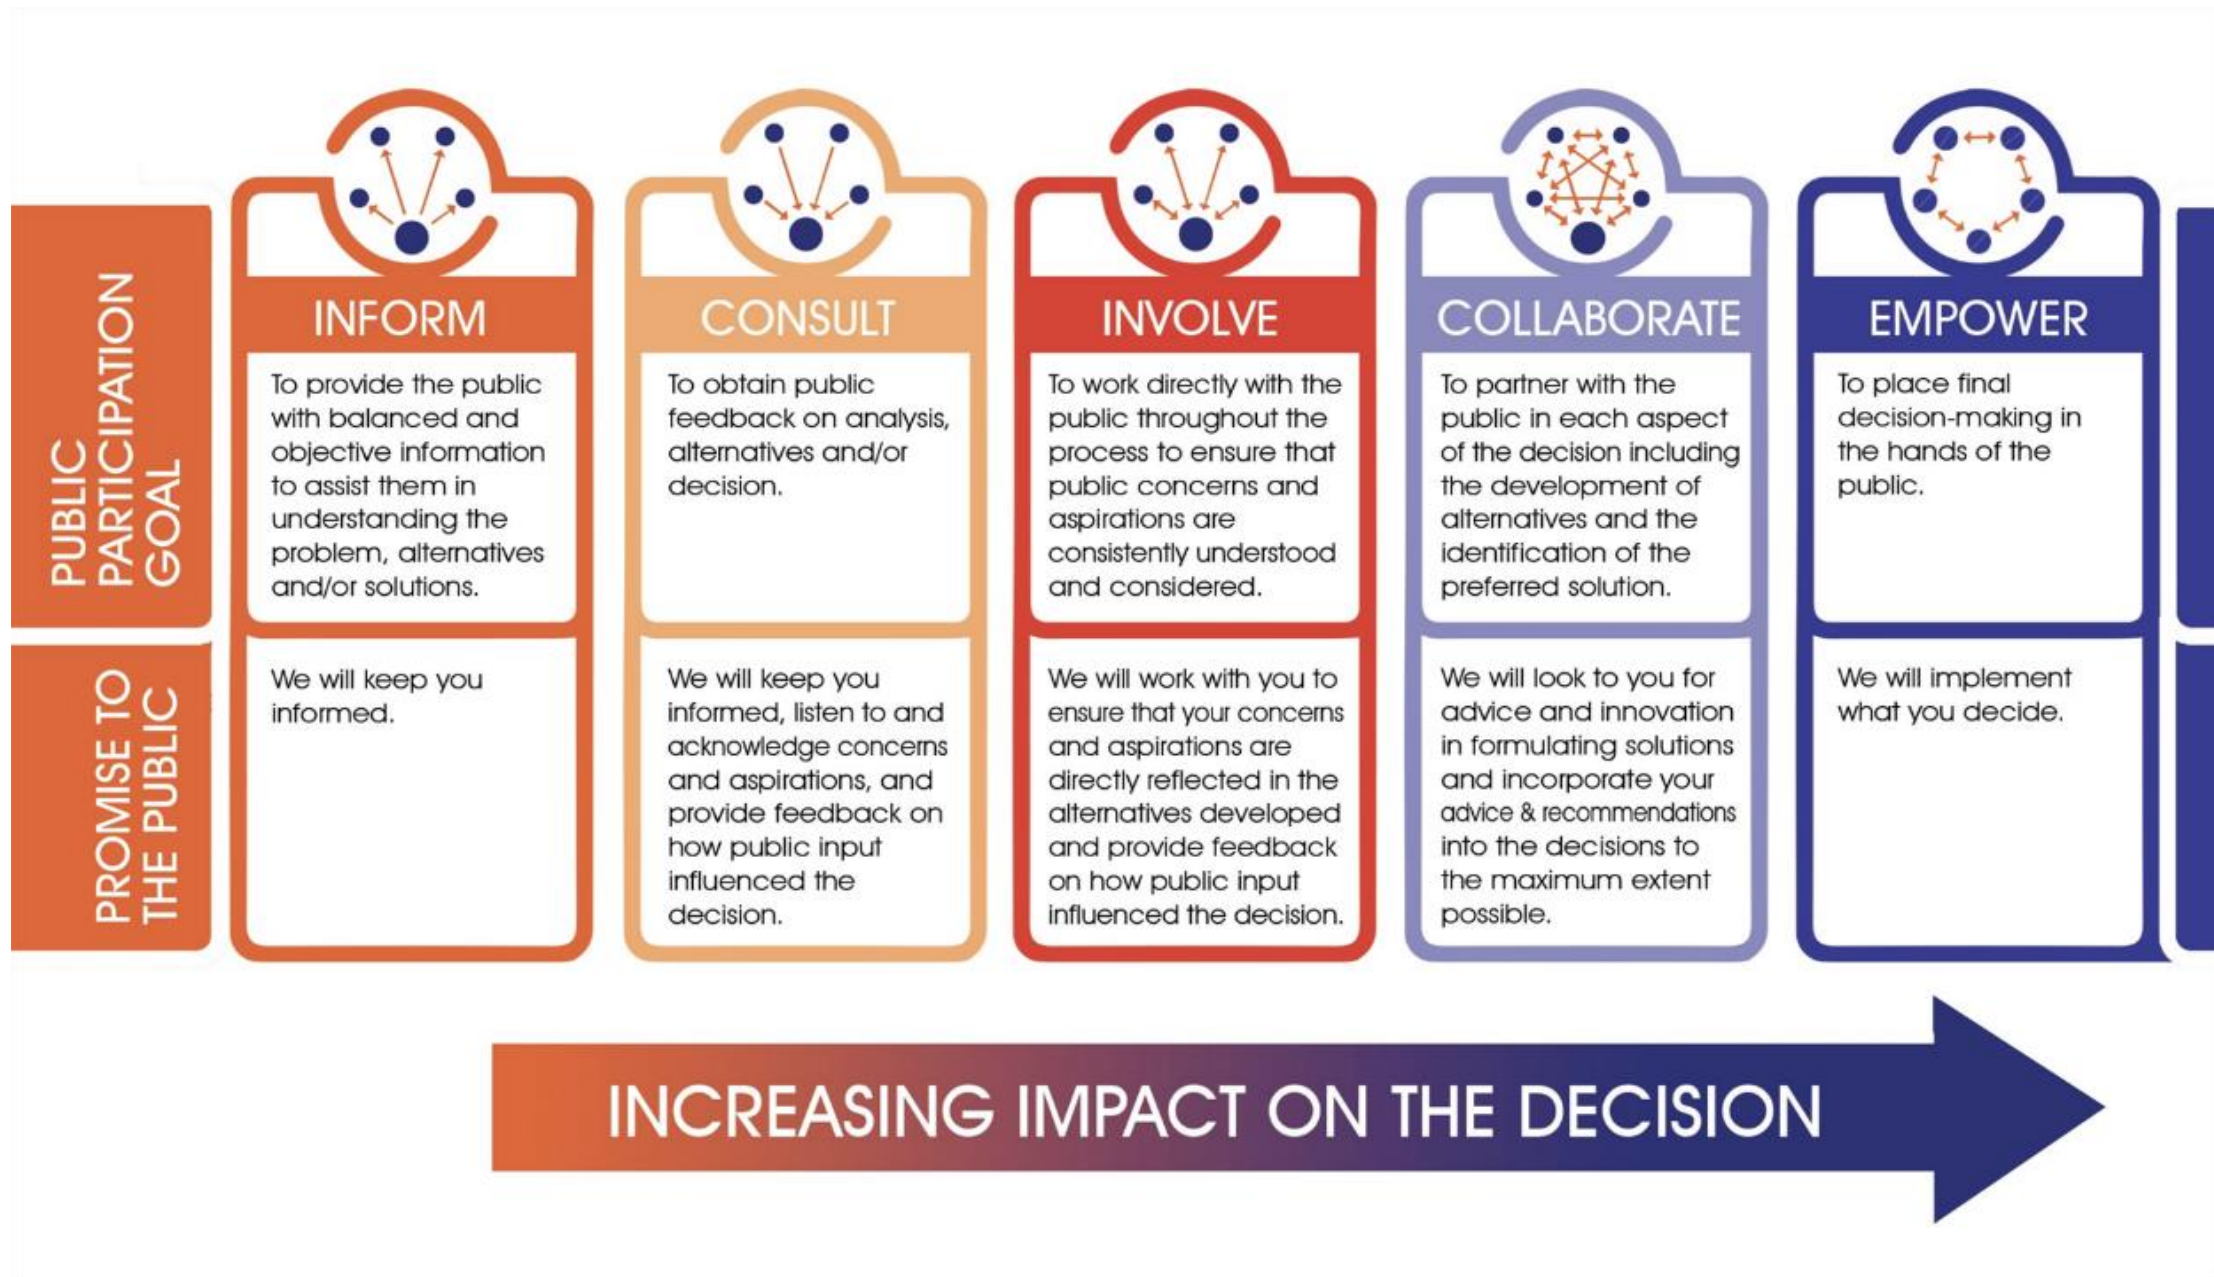 PUBLIC
PARTICIPATION
GOAL
INFORM
To provide the public
with balanced and
objective information
to assist them in
understanding the
problem, alternatives
and/or solutions.
CONSULT
To obtain public
feedback on analysis,
alternatives and/or
decision.
INVOLVE
To work directly with the
public throughout the
process to ensure that
public concerns and
aspirations are
consistently understood
and considered.
COLLABORATE
To partner with the
public in each aspect
of the decision including
the development of
alternatives and the
identification of the
preferred solution.
EMPOWER
To place final
decision-making in
the hands of the
public.
PROMISE TO
THE PUBLIC
We will keep you
informed.
We will keep you
informed, listen to and
acknowledge concerns
and aspirations, and
provide feedback on
how public input
influenced the
decision.
We will work with you to
ensure that your concerns
and aspirations are
directly reflected in the
alternatives developed
and provide feedback
on how public input
influenced the decision.
We will look to you for
advice and innovation
in formulating solutions
and incorporate your
advice & recommendations
into the decisions to
the maximum extent
possible.
We will implement
what you decide.
INCREASING IMPACT ON THE DECISION